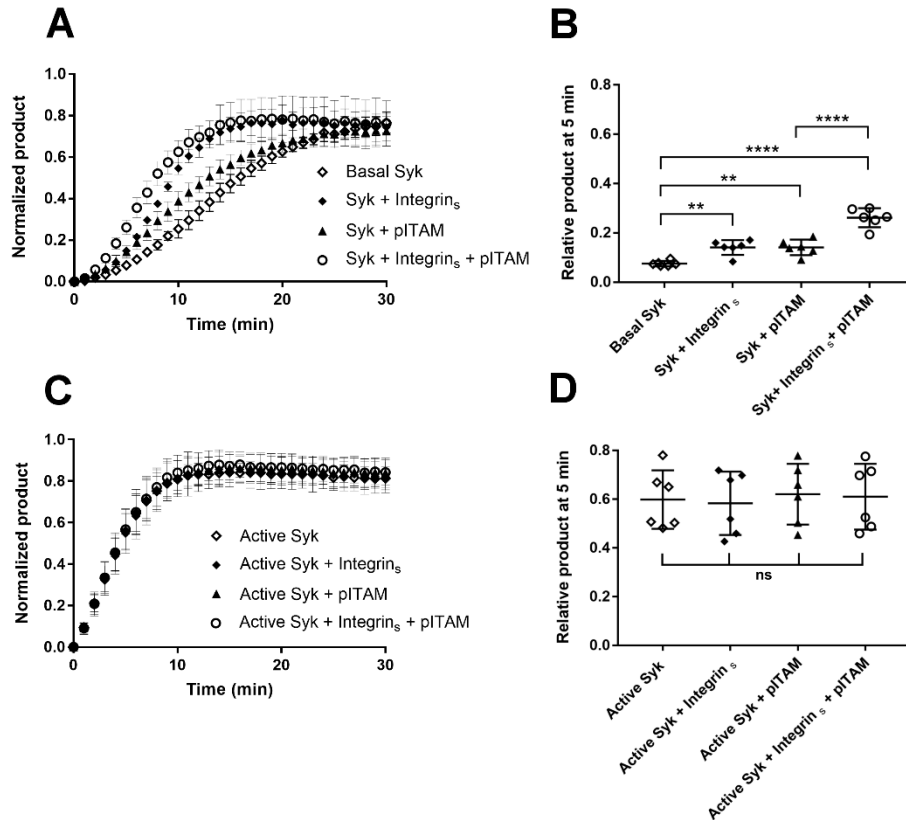 A
Normalized product
1.0
0.8
0.6
0.4
0.2
0.0
0
10
20
30
Time (min)
Basal Syk
Syk + Integrins
Syk + pITAM
Syk + Integrins + pITAM
B
Relative product at 5 min
0.8
0.6
0.4
0.2
0.0
****
****
**
**
Basal Syk
Syk + Integrin s
Syk + pITAM
Syk+ Integrin s + pITAM
C
Normalized product
1.0
0.8
0.6
0.4
0.2
0.0
0
10
20
30
Time (min)
Active Syk
Active Syk + Integrins
Active Syk + pITAM
Active Syk + Integrins + pITAM
D
Relative product at 5 min
0.8
0.6
0.4
0.2
0.0
ns
Active Syk
Active Syk + Integrin s
Active Syk + pITAM
Active Syk + Integrin s + pITAM